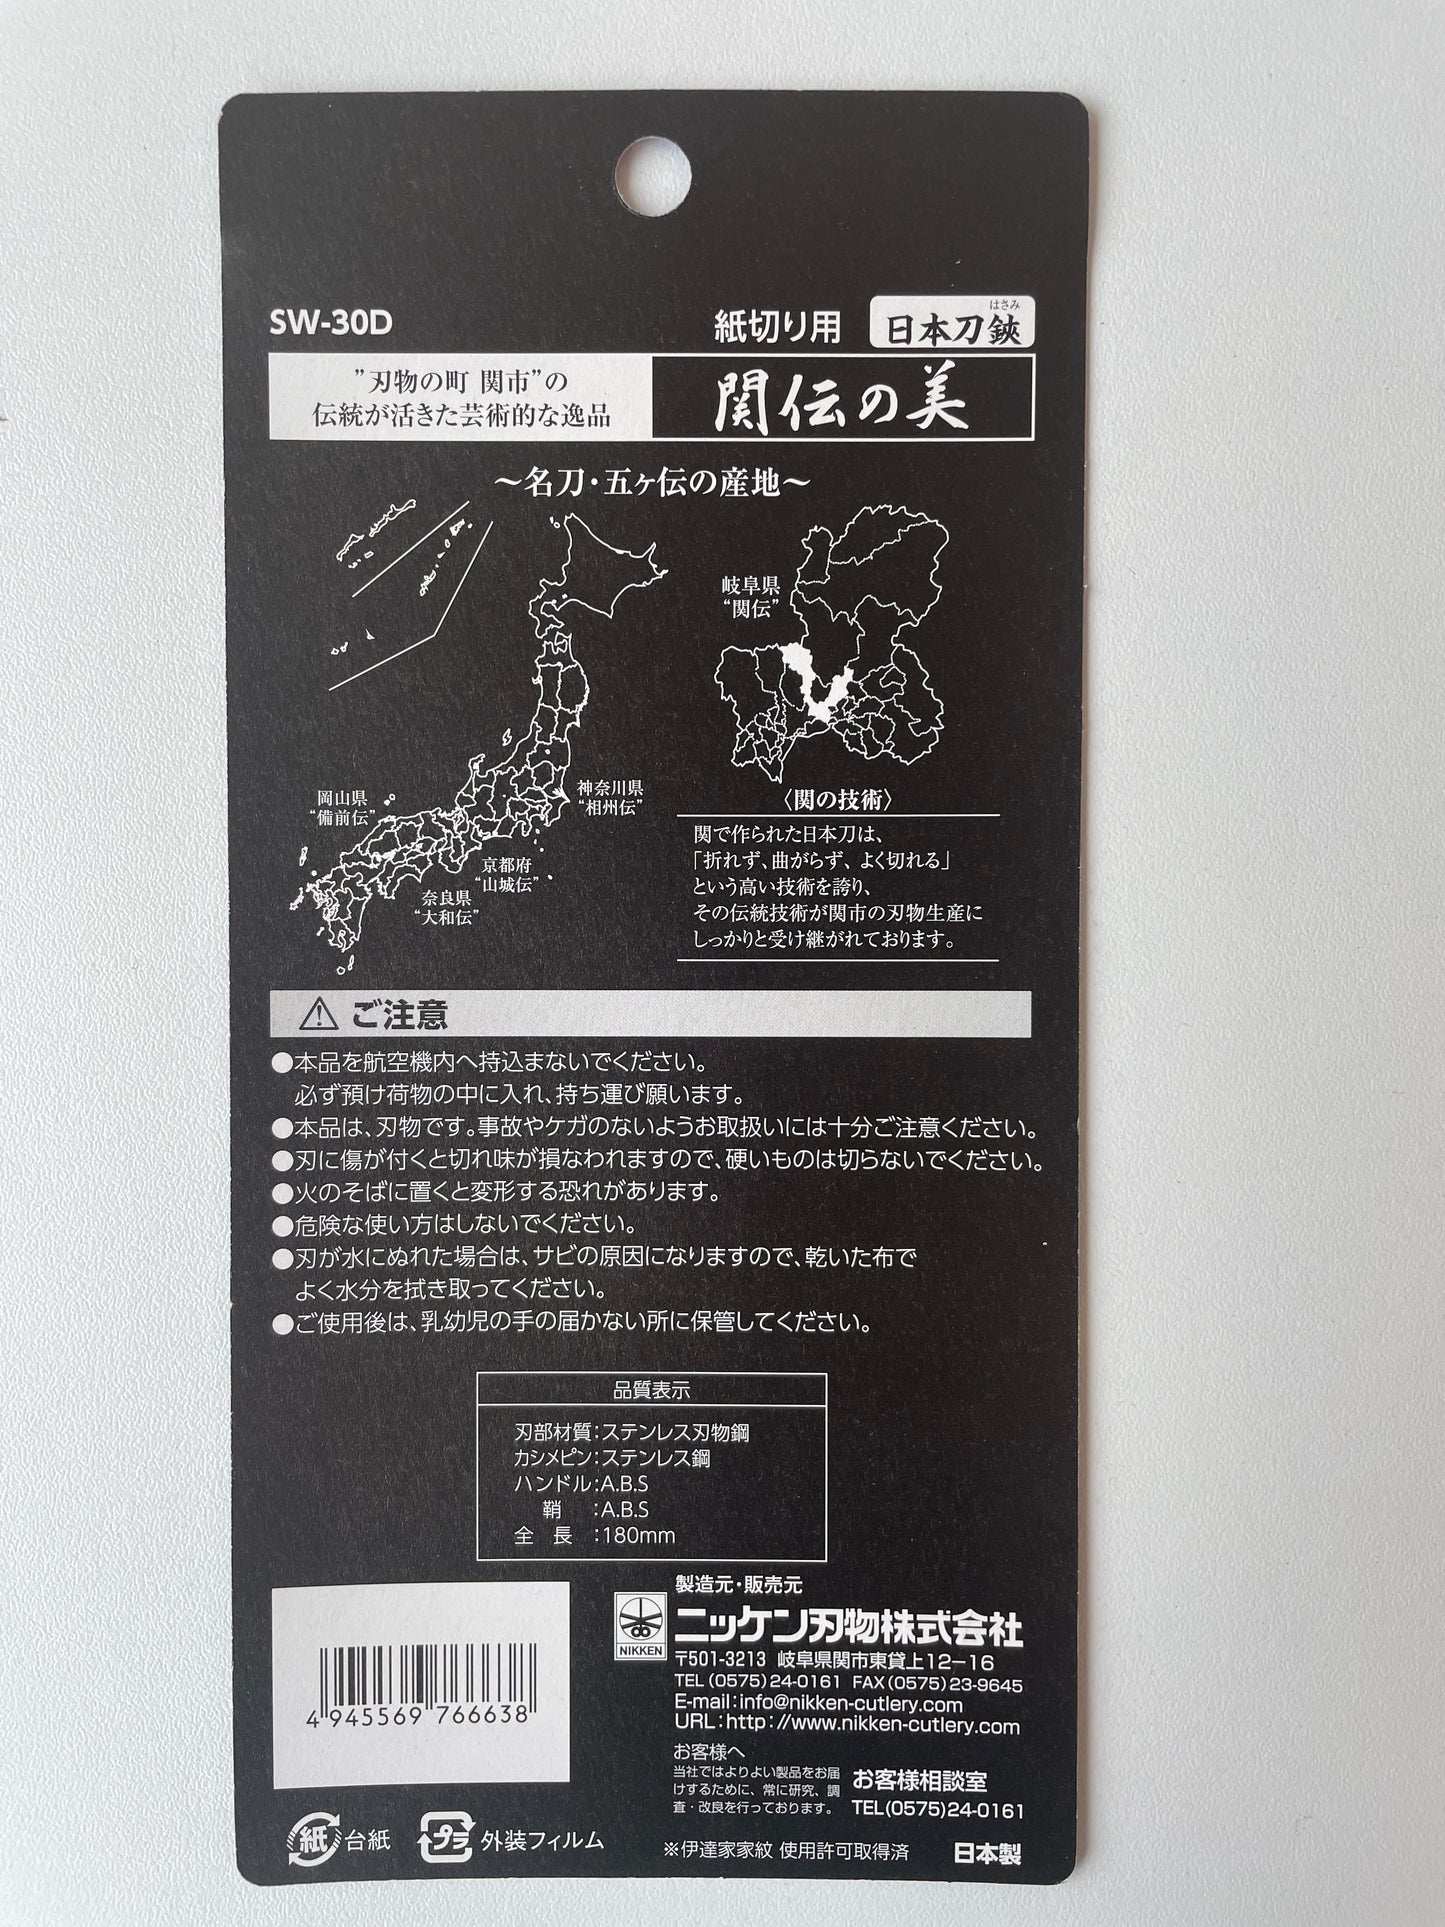 SW-30D
紙切り用
はさみ
日本刀鋏
”刃物の町 関市”の
伝統が活きた芸術的な逸品
関伝の美
～名刀・五ヶ伝の産地～
岐阜県
“関伝”
岡山県
“備前伝”
神奈川県
“相州伝”
京都府
“山城伝”
奈良県
“大和伝”
〈関の技術〉
関で作られた日本刀は、
「折れず、曲がらず、よく切れる」
という高い技術を誇り、
その伝統技術が関市の刃物生産に
しっかりと受け継がれております。
ご注意
●本品を航空機内へ持込まないでください。
必ず預け荷物の中に入れ、持ち運び願います。
●本品は、刃物です。事故やケガのないようお取扱いには十分ご注意ください。
●刃に傷が付くと切れ味が損なわれますので、硬いものは切らないでください。
●火のそばに置くと変形する恐れがあります。
●危険な使い方はしないでください。
●刃が水にぬれた場合は、サビの原因になりますので、乾いた布で
よく水分を拭き取ってください。
●ご使用後は、乳幼児の手の届かない所に保管してください。
品質表示
刃部材質:ステンレス刃物鋼
カシメピン:ステンレス鋼
ハンドル:A.B.S
鞘 :A.B.S
全 長 :180mm
製造元・販売元
NIKKEN
ニッケン刃物株式会社
〒501-3213 岐阜県関市東貸上12-16
TEL(0575)24-0161 FAX(0575)23-9645
E-mail:info@nikken-cutlery.com
URL:http://www.nikken-cutlery.com
お客様へ
当社ではよりよい製品をお届
けするために、常に研究、調
査・改良を行っております。
お客様相談室
TEL(0575)24-0161
4 945569 766638
紙 台紙
プラ 外装フィルム
※伊達家家紋 使用許可取得済
日本製